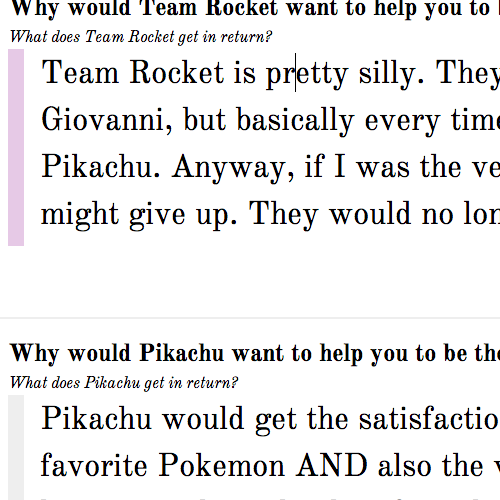 Why would Team Rocket want to help you to
What does Team Rocket get in return?
Team Rocket is pretty silly. They
Giovanni, but basically every time
Pikachu. Anyway, if I was the ve
might give up. They would no lon
Why would Pikachu want to help you to be the
What does Pikachu get in return?
Pikachu would get the satisfactio
favorite Pokemon AND also the v